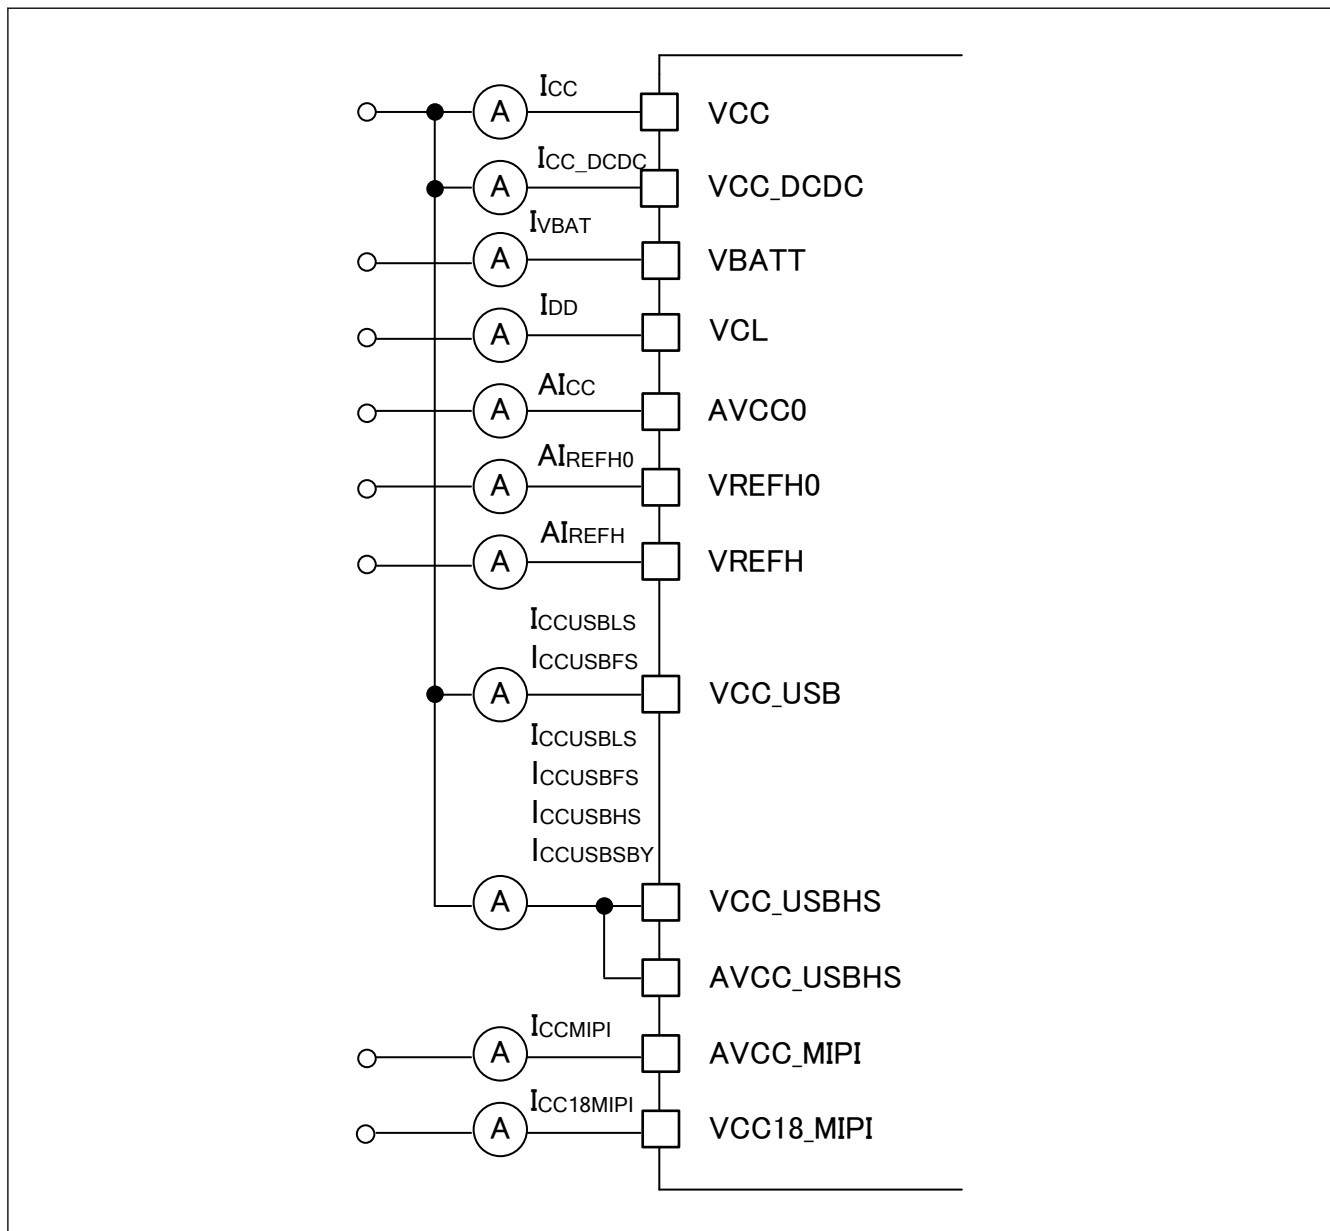 A ICC VCC
A ICC_DCDC VCC_DCDC
A IVBAT VBATT
A IDD VCL
A AICC AVCC0
A AIREFH0 VREFH0
A AIREFH VREFH
ICCUSBLS
ICCUSBFS
A VCC_USB
ICCUSBLS
ICCUSBFS
ICCUSBHS
ICCUSBSBY
A VCC_USBHS
AVCC_USBHS
A ICCMIPI AVCC_MIPI
A ICC18MIPI VCC18_MIPI